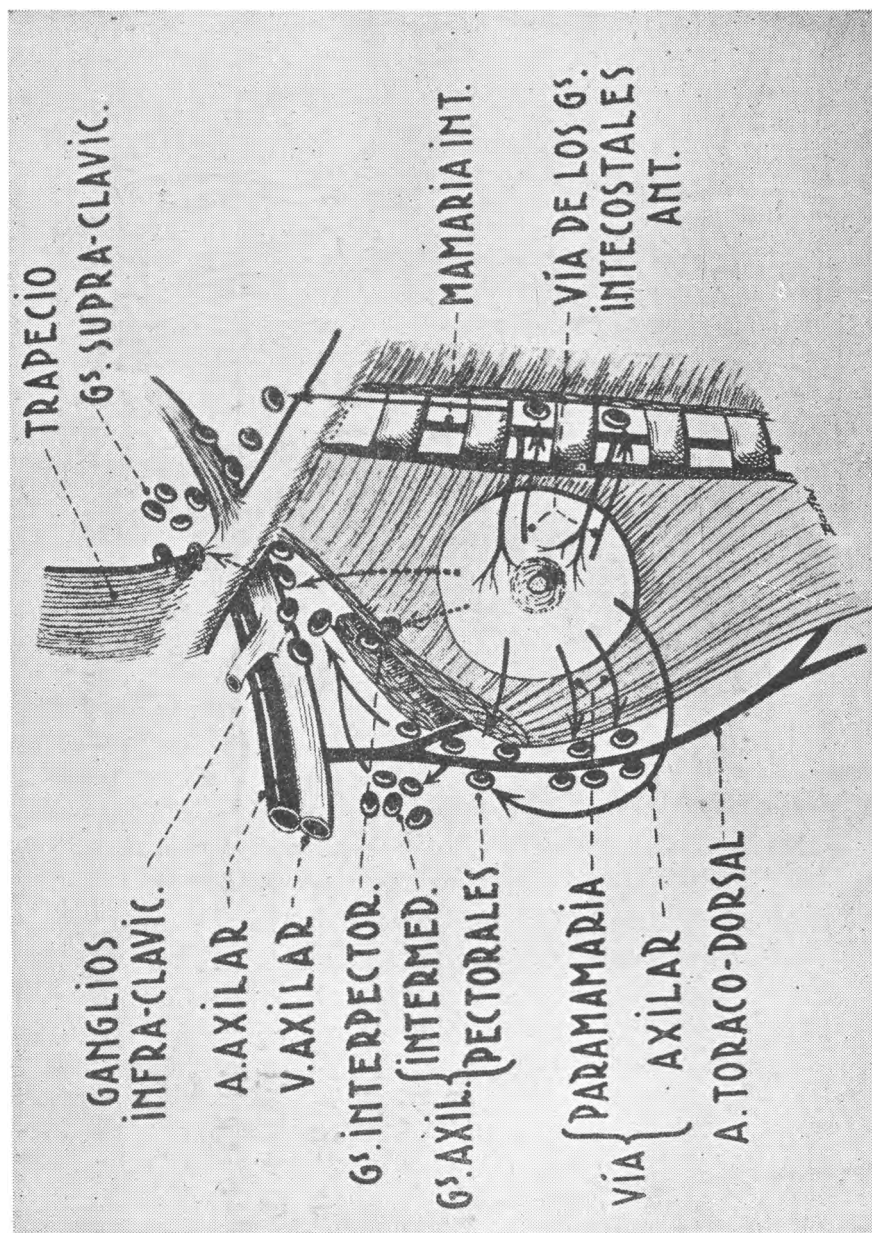 TRAPECIO
Gs. SUPRA-CLAVIC.
MAMARIA INT.
VÍA DE LOS Gs.
INTECOSTALES
ANT.
GANGLIOS
INFRA-CLAVIC.
A. AXILAR
V. AXILAR
Gs. INTERPECTOR.
Gs. AXIL. { INTERMED.
PECTORALES
VÍA { PARAMAMARIA
AXILAR
A. TORACO-DORSAL